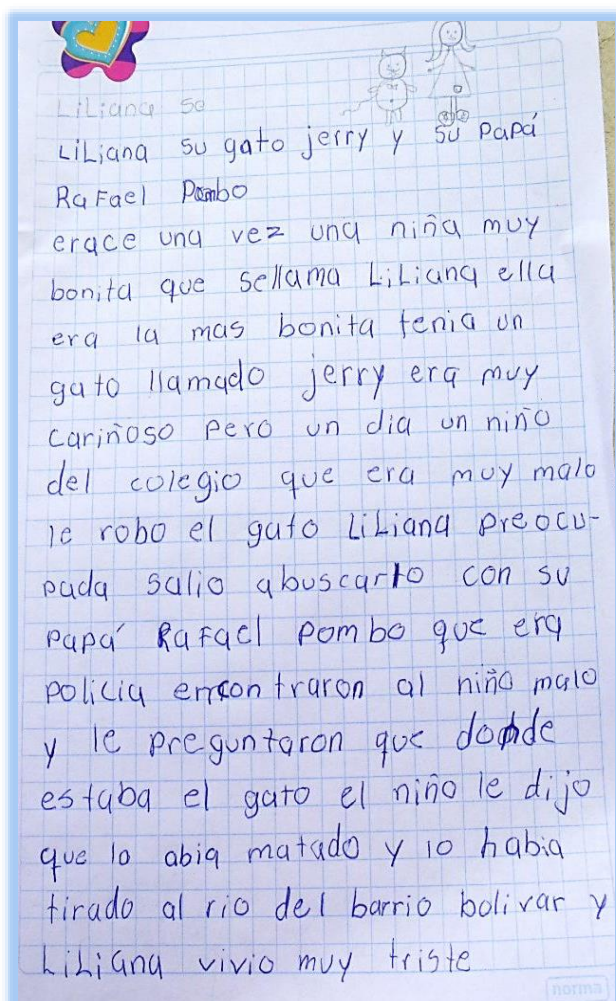 LiLiana se
LiLiana su gato jerry y su Papá
RaFael Pombo
erace una vez una niña muy
bonita que sellama LiLiana ella
era la mas bonita tenia un
gato llamado jerry era muy
cariñoso Pero un dia un niño
del colegio que era muy malo
le robo el gato LiLiana Preocu-
pada salio abuscarlo con su
PaPa' RaFael Pombo que era
Policia encontraron al niño malo
y le Preguntaron que donde
estaba el gato el niño le dijo
que lo abia matado y lo habia
tirado al rio del barrio bolivar y
LiLiana vivio muy triste
norma